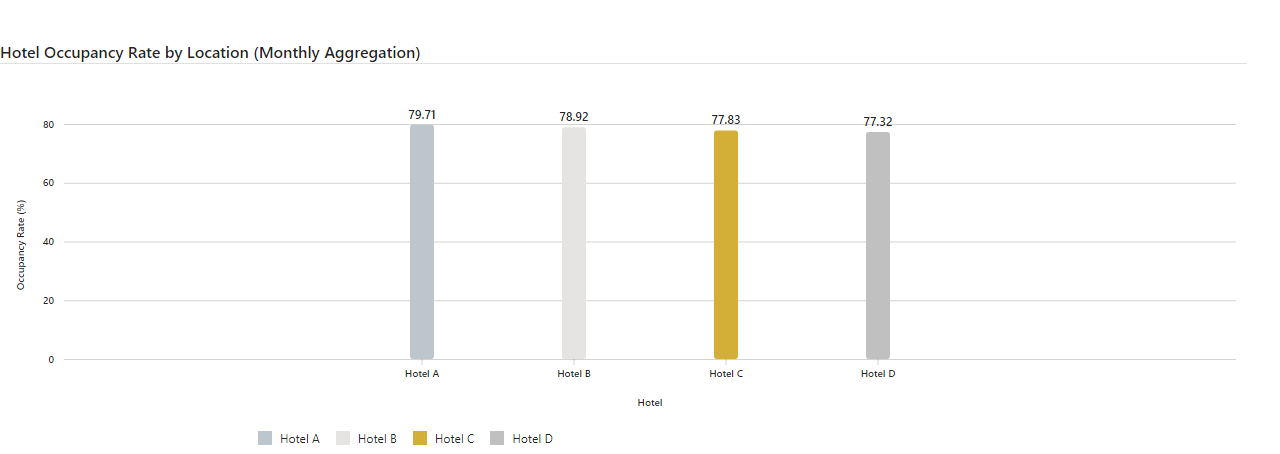 Hotel Occupancy Rate by Location (Monthly Aggregation)
79.71
78.92
77.83
77.32
80
60
40
20
0
Occupancy Rate (%)
Hotel A Hotel B Hotel C Hotel D
Hotel
Hotel A Hotel B Hotel C Hotel D